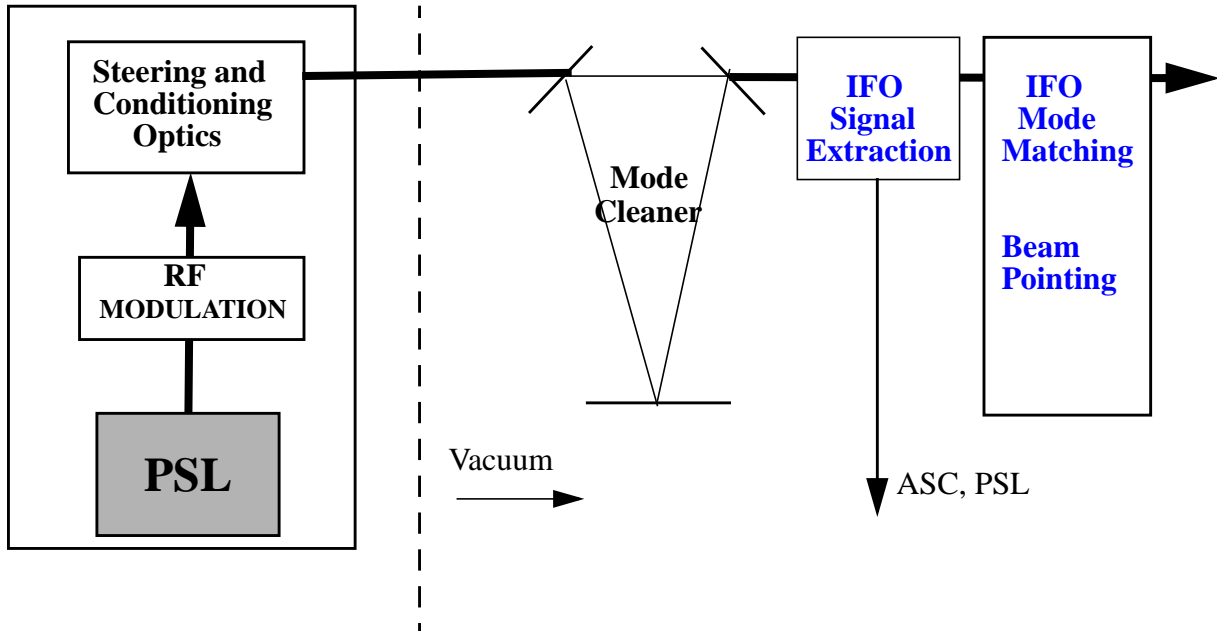 Steering and
Conditioning
Optics
RF
MODULATION
PSL
Vacuum
Mode
Cleaner
IFO
Signal
Extraction
ASC, PSL
IFO
Mode
Matching
Beam
Pointing